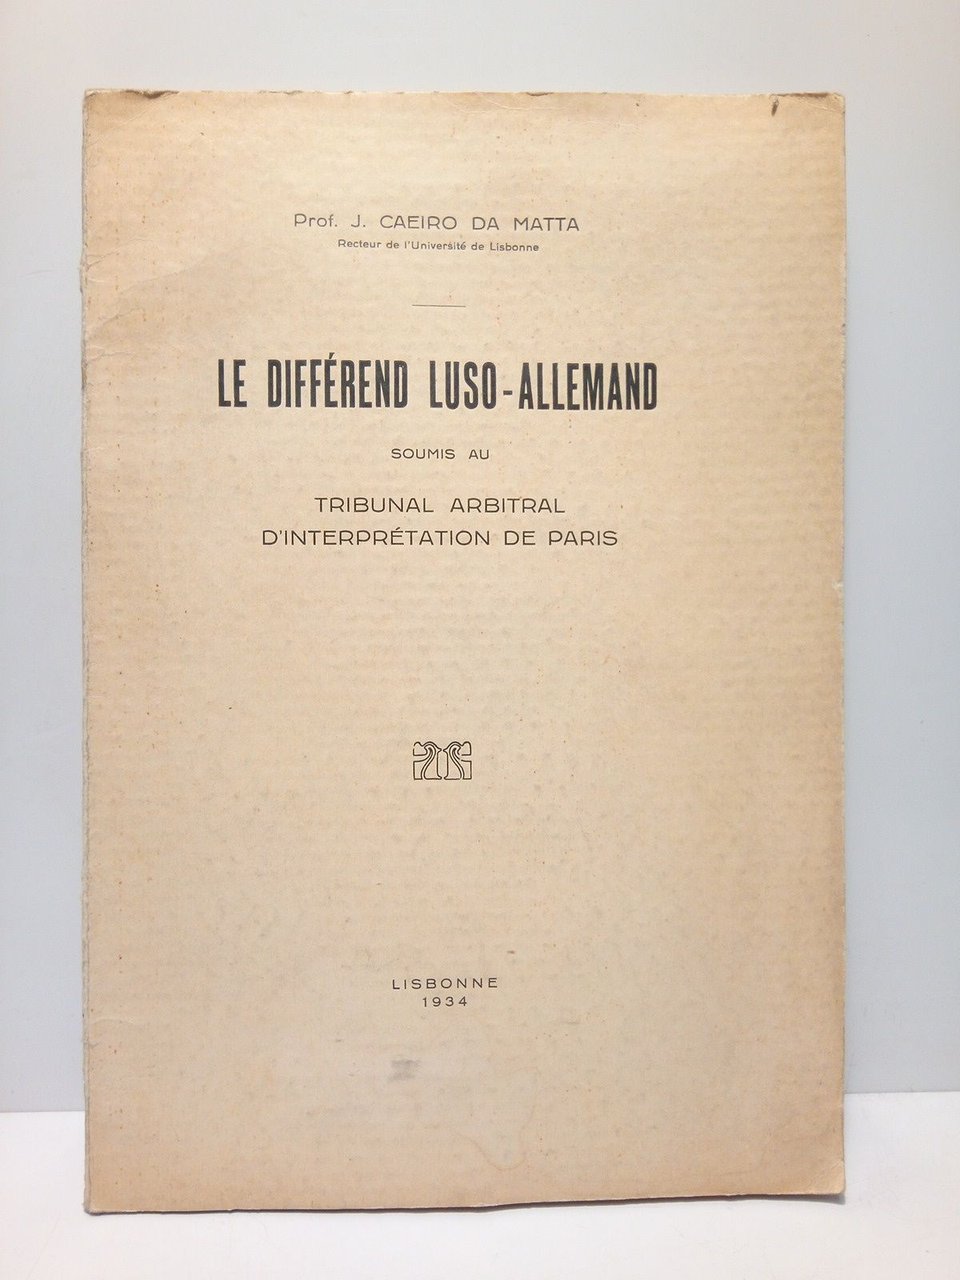 Prof. J. CAEIRO DA MATTA
Recteur de l'Université de Lisbonne
LE DIFFÉREND LUSO-ALLEMAND
SOUMIS AU
TRIBUNAL ARBITRAL
D'INTERPRÉTATION DE PARIS
LISBONNE
1934